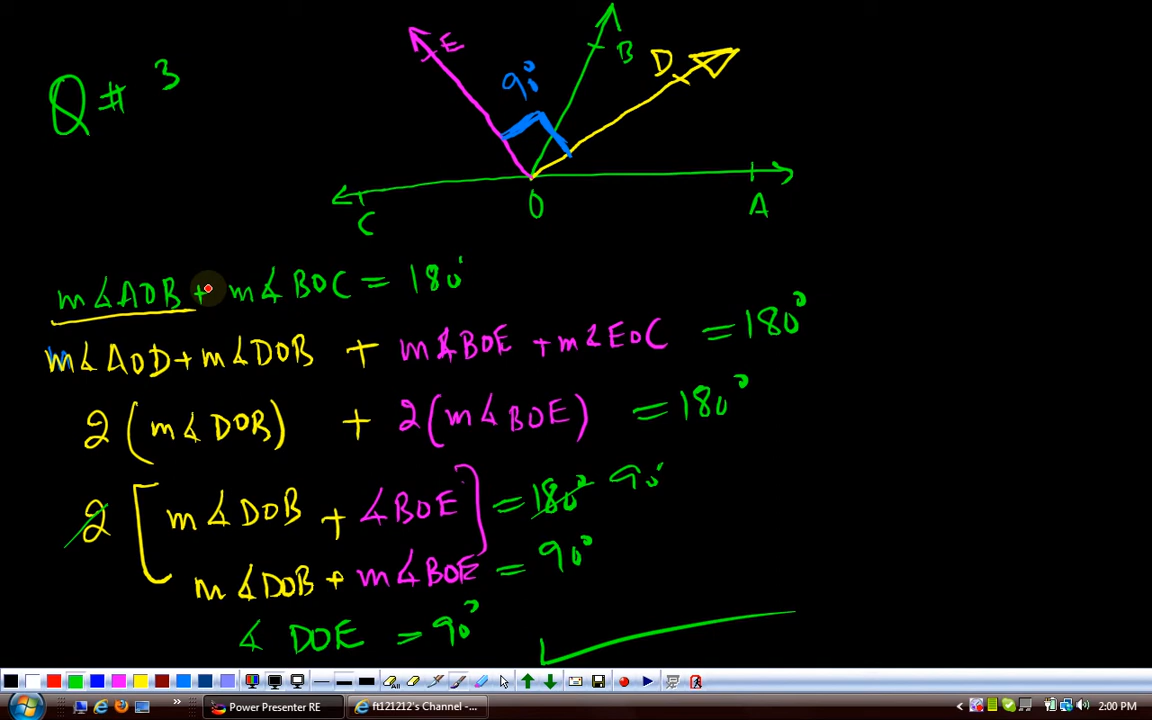 Q # 3
E
B
D
90°
C
O
A
m∡AOB + m∡BOC = 180°
m∡AOD + m∡DOB + m∡BOE + m∡EOC = 180°
2(m∡DOB) + 2(m∡BOE) = 180°
2[m∡DOB + ∡BOE] = 180° 90°
m∡DOB + m∡BOE = 90°
∡DOE = 90°
Power Presenter RE
ft121212's Channel - ...
2:00 PM